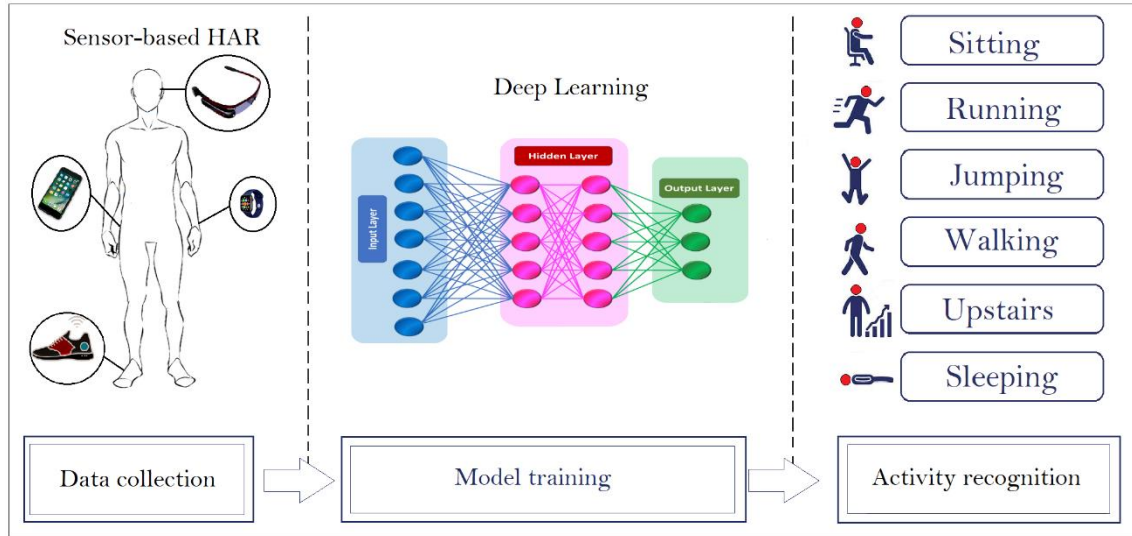 Sensor-based HAR
Deep Learning
Input Layer
Hidden Layer
Output Layer
Sitting
Running
Jumping
Walking
Upstairs
Sleeping
Data collection
Model training
Activity recognition